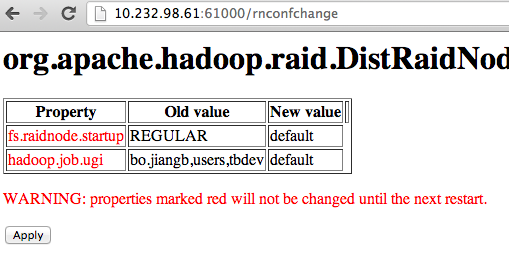 10.232.98.61:61000/rnconfchange
org.apache.hadoop.raid.DistRaidNod
Property Old value New value
fs.raidnode.startup REGULAR default
hadoop.job.ugi bo.jiangb,users,tbdev default
WARNING: properties marked red will not be changed until the next restart.
Apply